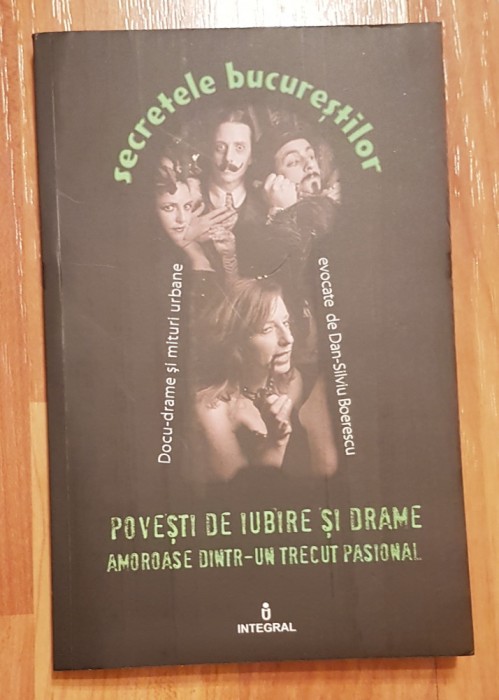 secretele bucureștilor
Docu-drame și mituri urbane
evocate de Dan-Silviu Boerescu
POVEȘTI DE IUBIRE ȘI DRAME
AMOROASE DINTR-UN TRECUT PASIONAL
INTEGRAL